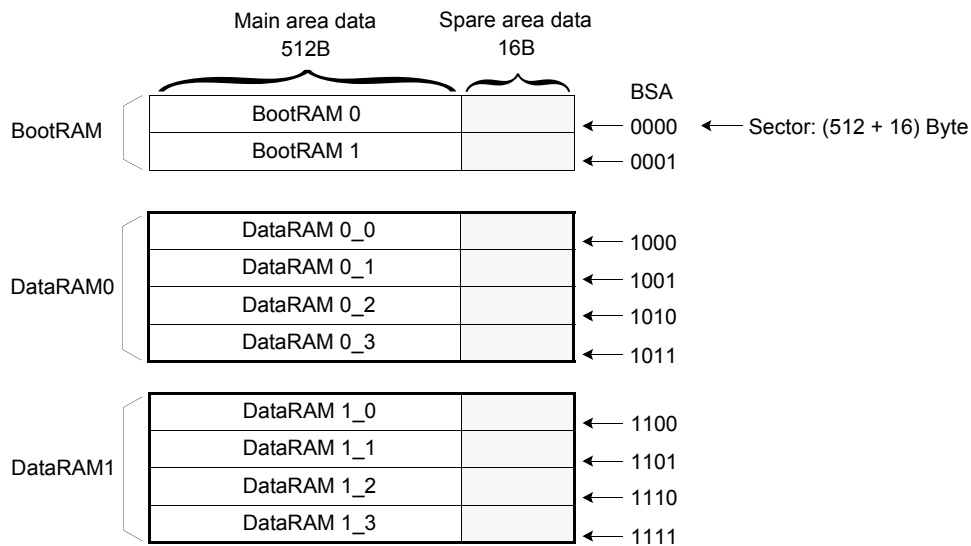 Main area data
512B
Spare area data
16B
BSA
BootRAM
BootRAM 0
0000
Sector: (512 + 16) Byte
BootRAM 1
0001
DataRAM0
DataRAM 0_0
1000
DataRAM 0_1
1001
DataRAM 0_2
1010
DataRAM 0_3
1011
DataRAM1
DataRAM 1_0
1100
DataRAM 1_1
1101
DataRAM 1_2
1110
DataRAM 1_3
1111